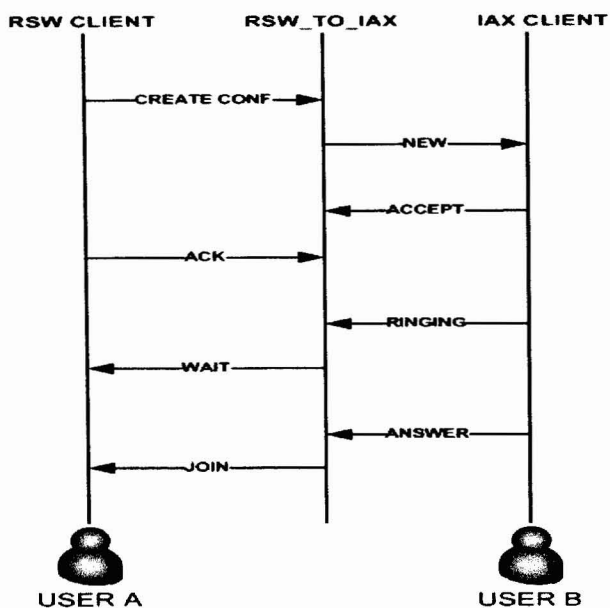 RSW CLIENT RSW_TO_IAX IAX CLIENT
CREATE CONF
NEW
ACCEPT
ACK
RINGING
WAIT
ANSWER
JOIN
USER A USER B